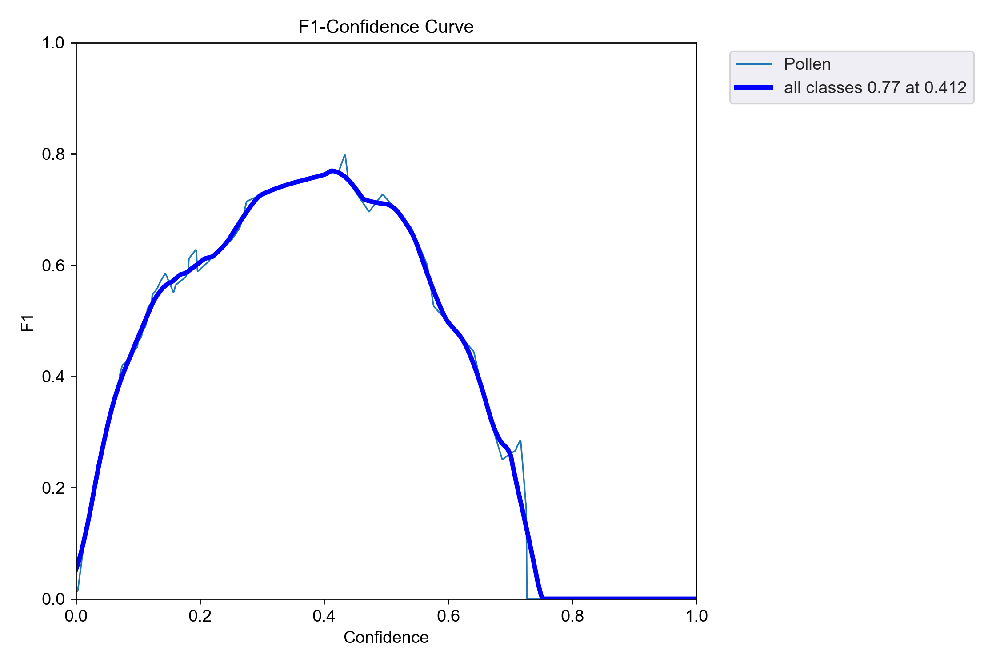 F1-Confidence Curve
1.0
0.8
0.6
0.4
0.2
0.0
F1
0.0 0.2 0.4 0.6 0.8 1.0
Confidence
Pollen
all classes 0.77 at 0.412